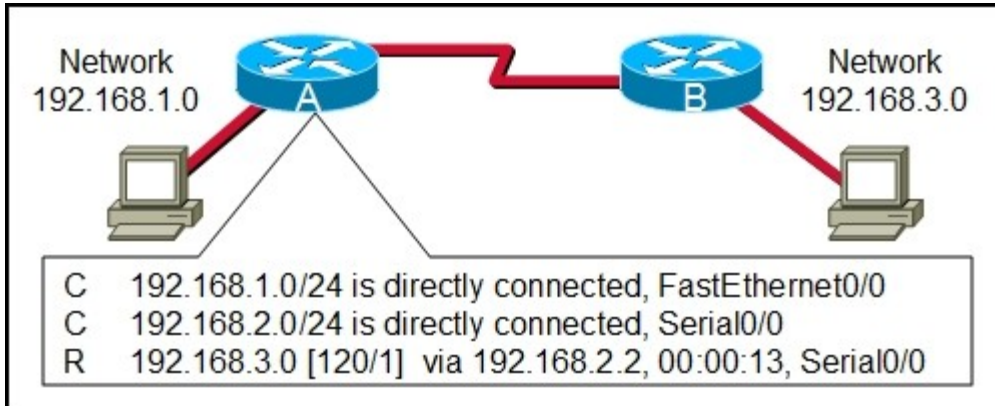 Network
192.168.1.0
A
B
Network
192.168.3.0
C 192.168.1.0/24 is directly connected, FastEthernet0/0
C 192.168.2.0/24 is directly connected, Serial0/0
R 192.168.3.0 [120/1] via 192.168.2.2, 00:00:13, Serial0/0